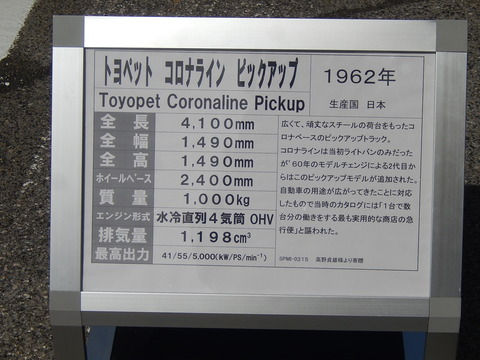 トヨペット コロナライン ピックアップ
Toyopet Coronaline Pickup
1962年
生産国 日本
全長 4,100mm
全幅 1,490mm
全高 1,490mm
ホイールベース 2,400mm
質量 1,000kg
エンジン形式 水冷直列4気筒 OHV
排気量 1,198cm³
最高出力 41/55/5,000(kW/PS/min⁻¹)
広くて、頑丈なスチールの荷台をもったコ
ロナベースのピックアップトラック。
コロナラインは当初ライトバンのみだった
が'60年のモデルチェンジによる2代目か
らはこのピックアップモデルが追加された。
自動車の用途が広がってきたことに対応
したもので当時のカタログには「1台で数
台分の働きをする最も実用的な商店の急
行便」と謳われた。
SPMI-0315 高野貞雄様より寄贈